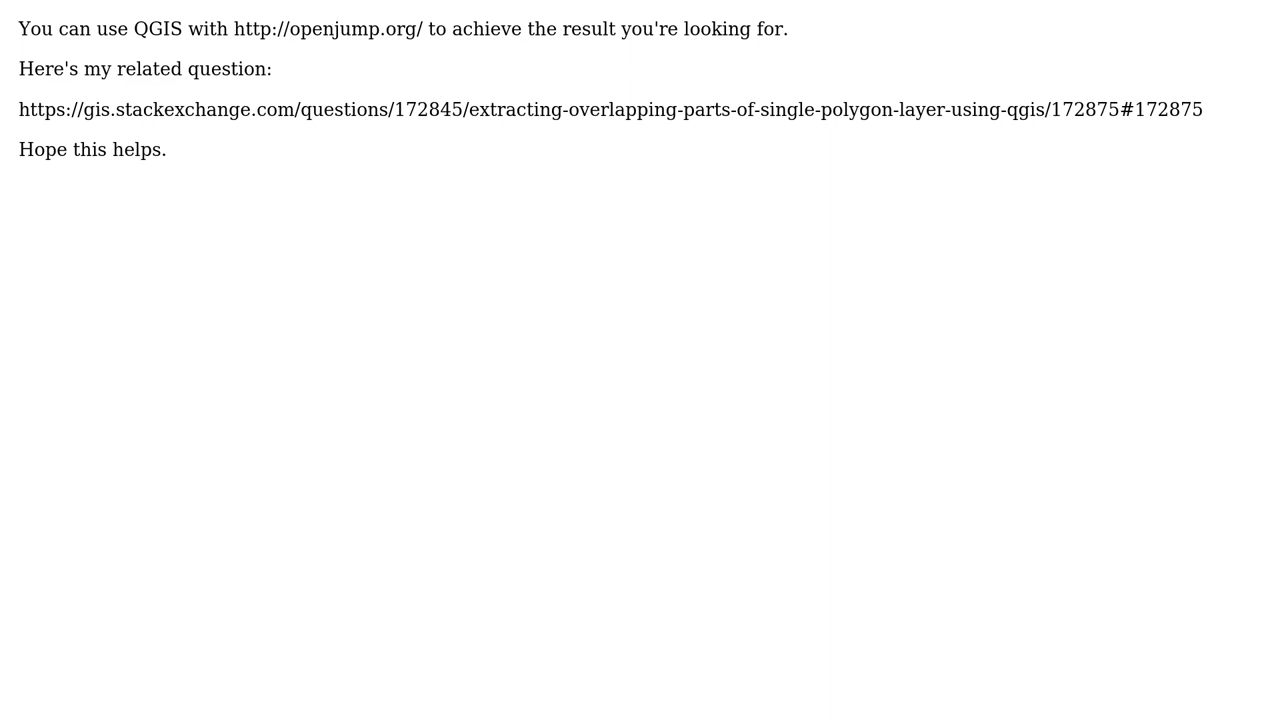 You can use QGIS with http://openjump.org/ to achieve the result you're looking for.
Here's my related question:
https://gis.stackexchange.com/questions/172845/extracting-overlapping-parts-of-single-polygon-layer-using-qgis/172875#172875
Hope this helps.